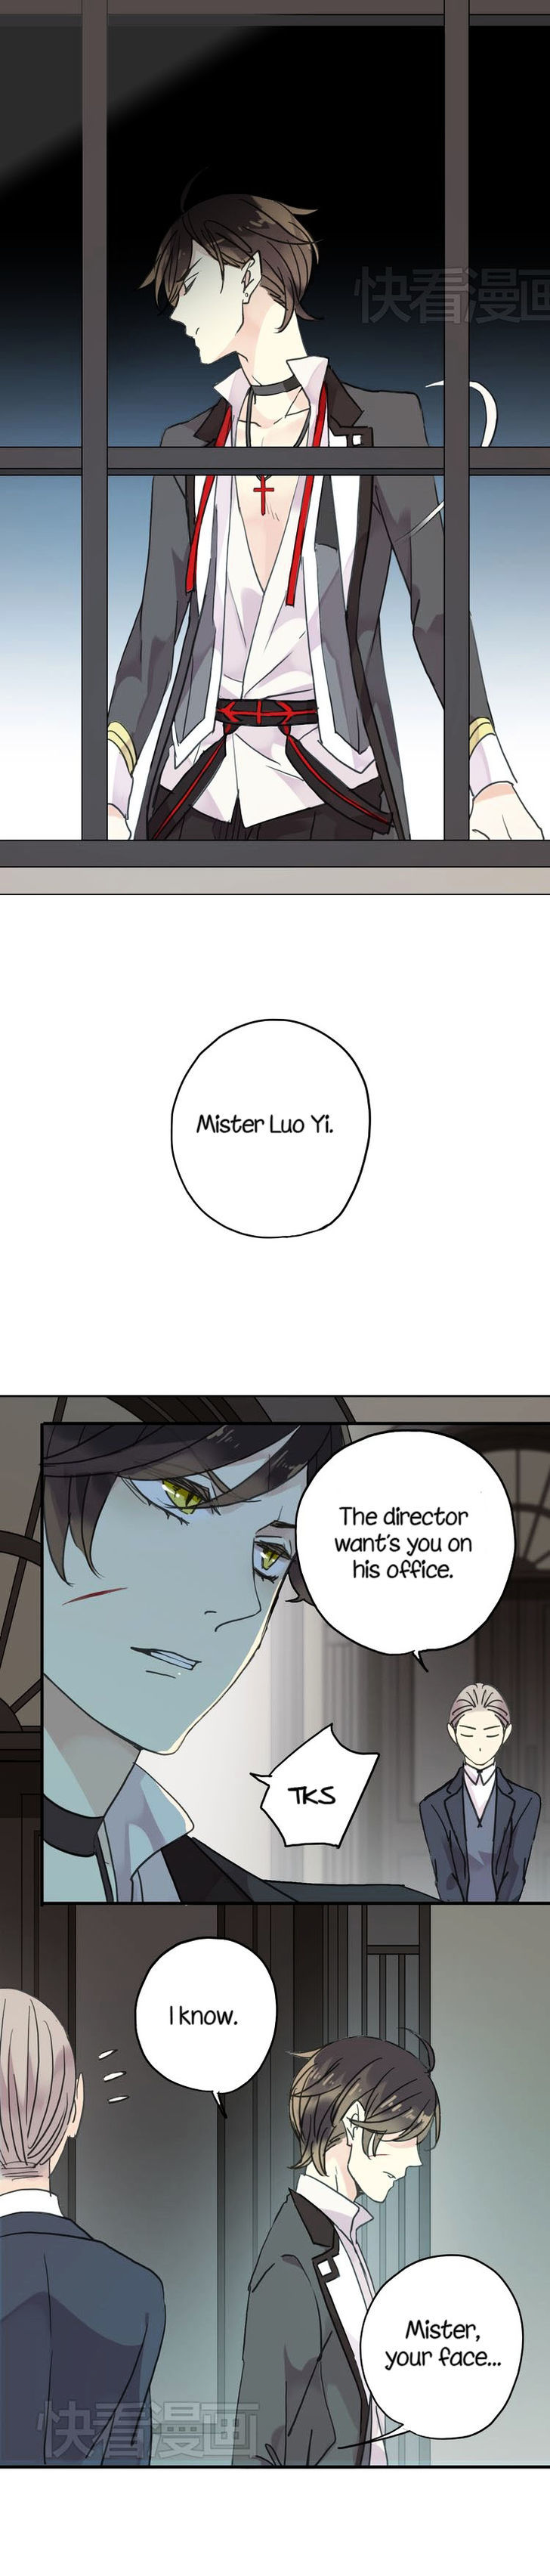 快看漫画
Mister Luo Yi.
The director
want's you on
his office.
TKS
I know.
Mister,
your face...
快看漫画